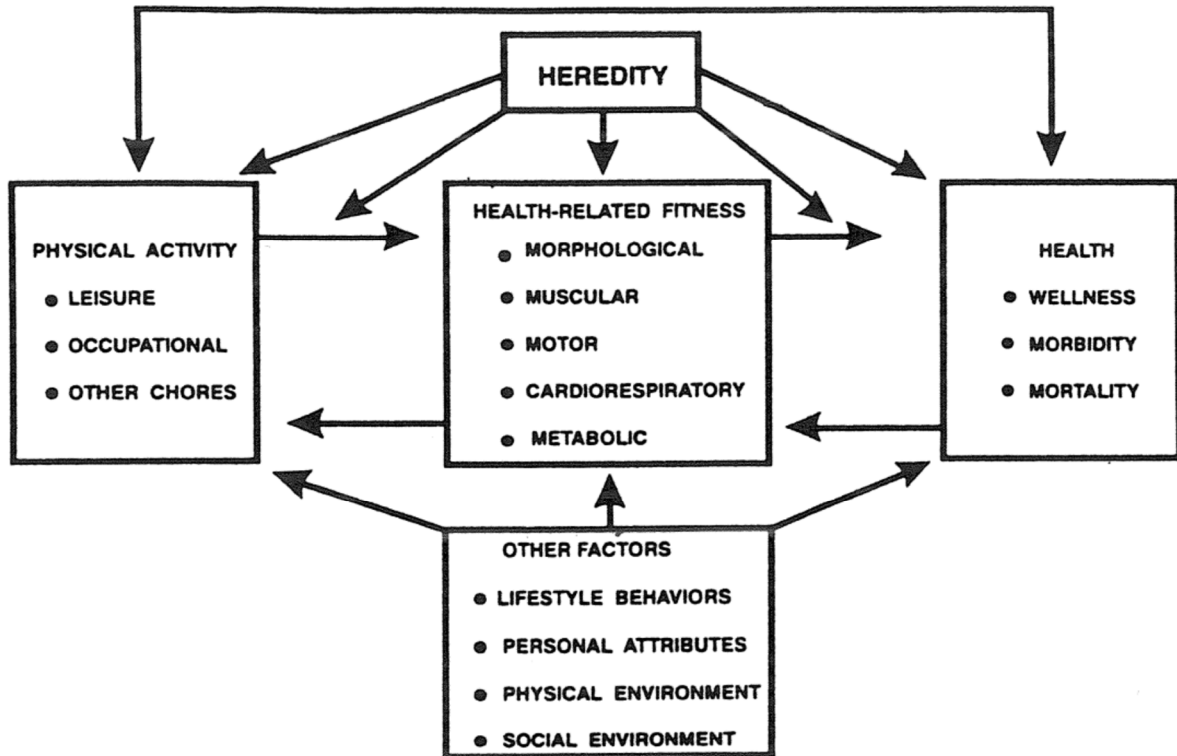 HEREDITY
PHYSICAL ACTIVITY
● LEISURE
● OCCUPATIONAL
● OTHER CHORES
HEALTH-RELATED FITNESS
● MORPHOLOGICAL
● MUSCULAR
● MOTOR
● CARDIORESPIRATORY
● METABOLIC
HEALTH
● WELLNESS
● MORBIDITY
● MORTALITY
OTHER FACTORS
● LIFESTYLE BEHAVIORS
● PERSONAL ATTRIBUTES
● PHYSICAL ENVIRONMENT
● SOCIAL ENVIRONMENT